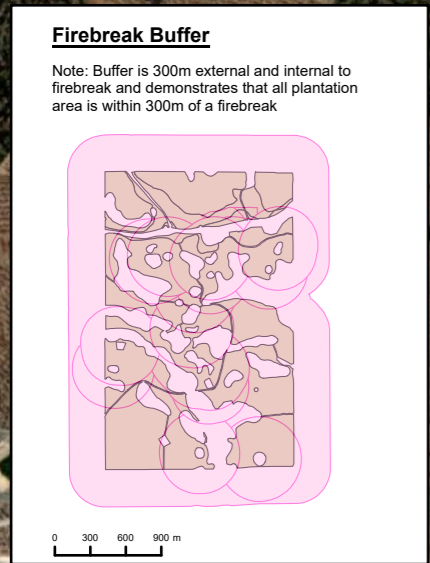 Firebreak Buffer
Note: Buffer is 300m external and internal to
firebreak and demonstrates that all plantation
area is within 300m of a firebreak
0 300 600 900 m